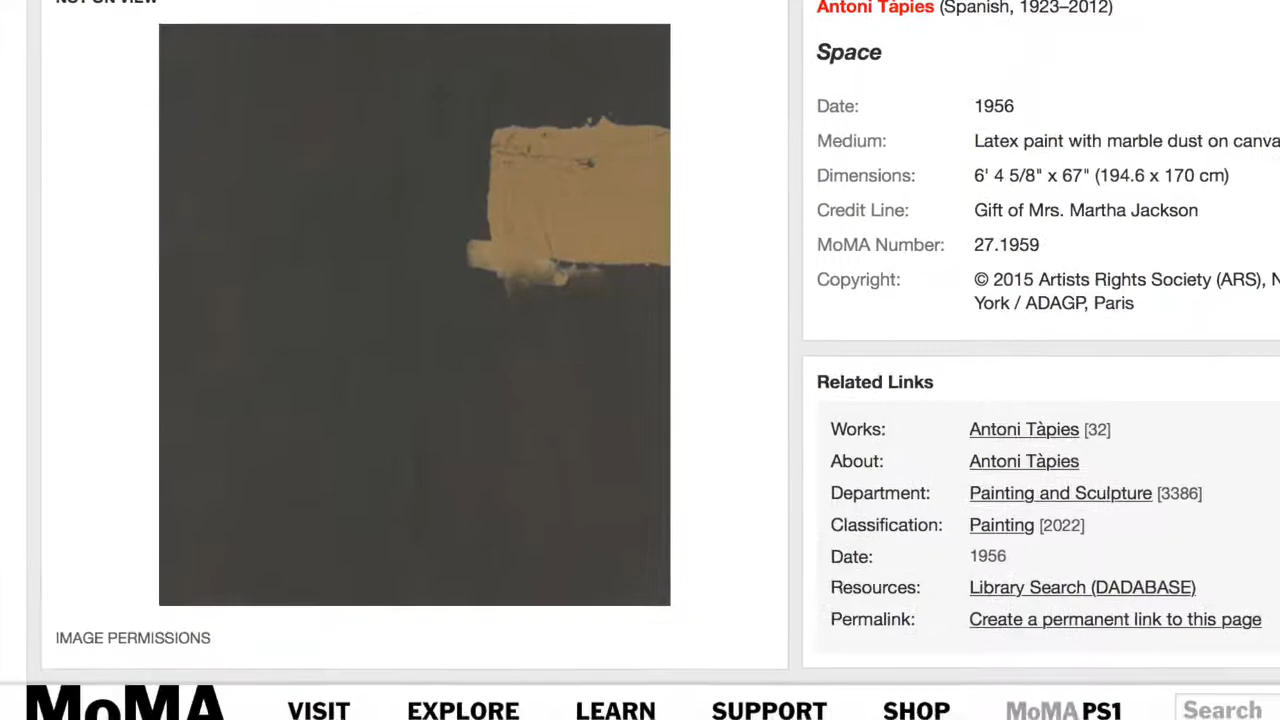 NOT ON VIEW
Antoni Tàpies (Spanish, 1923–2012)
Space
Date: 1956
Medium: Latex paint with marble dust on canva
Dimensions: 6' 4 5/8" x 67" (194.6 x 170 cm)
Credit Line: Gift of Mrs. Martha Jackson
MoMA Number: 27.1959
Copyright: © 2015 Artists Rights Society (ARS), N
York / ADAGP, Paris
Related Links
Works: Antoni Tàpies [32]
About: Antoni Tàpies
Department: Painting and Sculpture [3386]
Classification: Painting [2022]
Date: 1956
Resources: Library Search (DADABASE)
Permalink: Create a permanent link to this page
IMAGE PERMISSIONS
MoMA VISIT EXPLORE LEARN SUPPORT SHOP MoMA PS1 Search